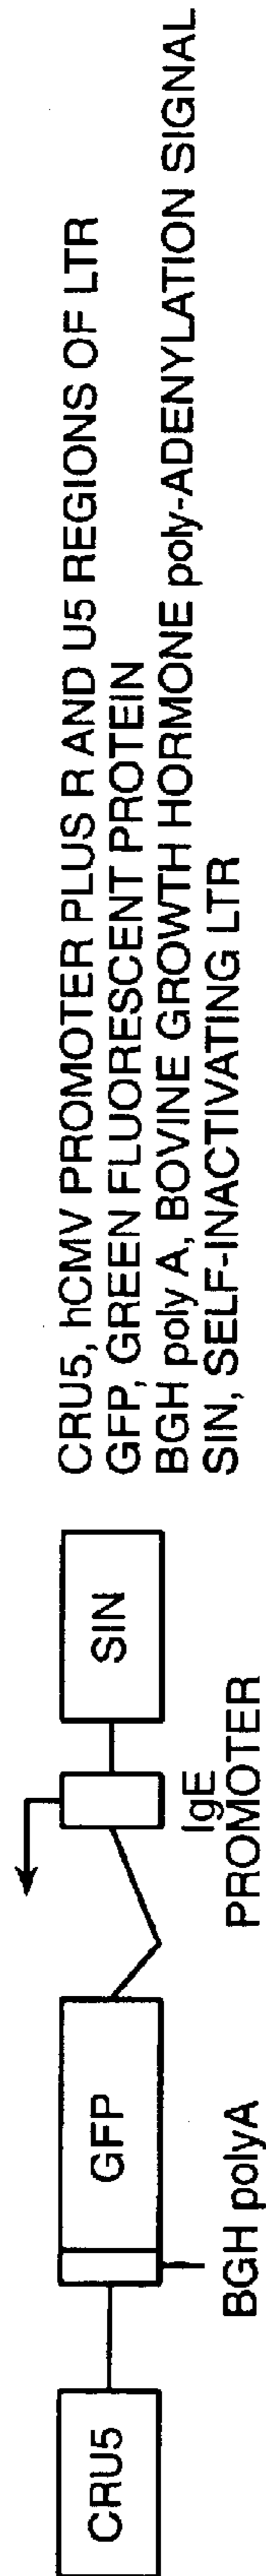 CRU5
GFP
SIN
BGH polyA
IgE
PROMOTER
CRU5, hCMV PROMOTER PLUS R AND U5 REGIONS OF LTR
GFP, GREEN FLUORESCENT PROTEIN
BGH poly A, BOVINE GROWTH HORMONE poly-ADENYLATION SIGNAL
SIN, SELF-INACTIVATING LTR